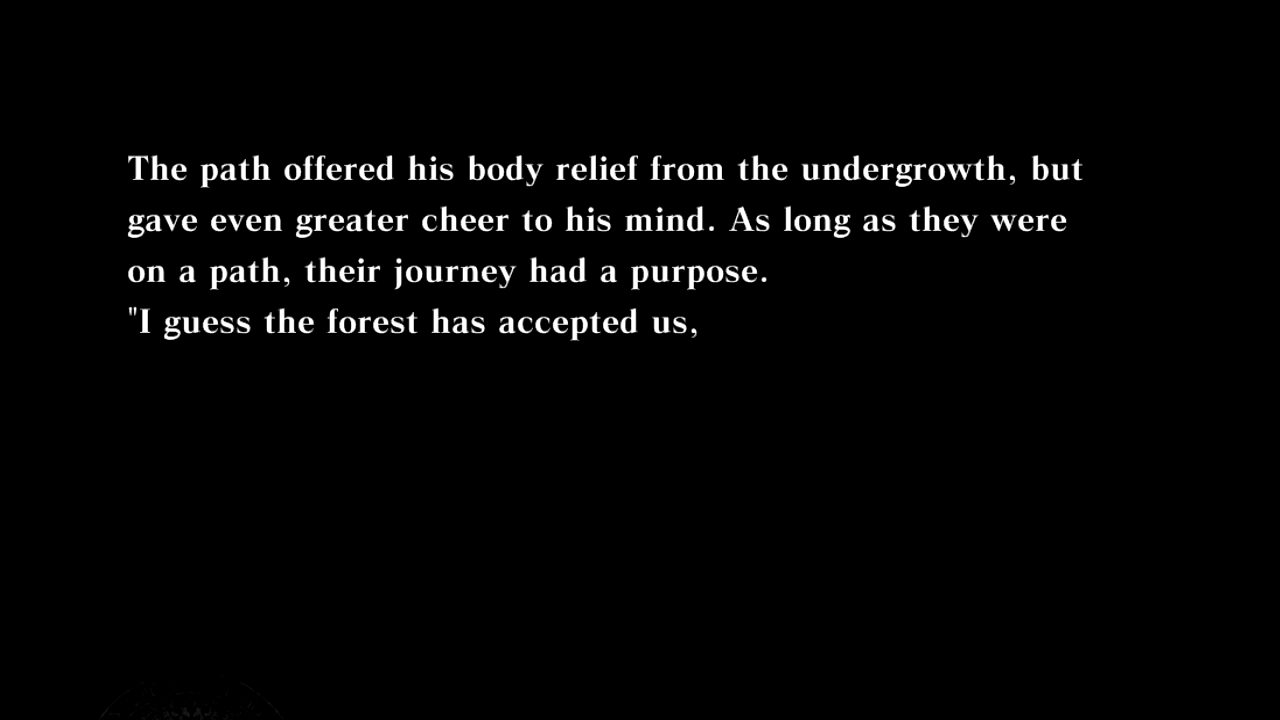 The path offered his body relief from the undergrowth, but
gave even greater cheer to his mind. As long as they were
on a path, their journey had a purpose.
"I guess the forest has accepted us,